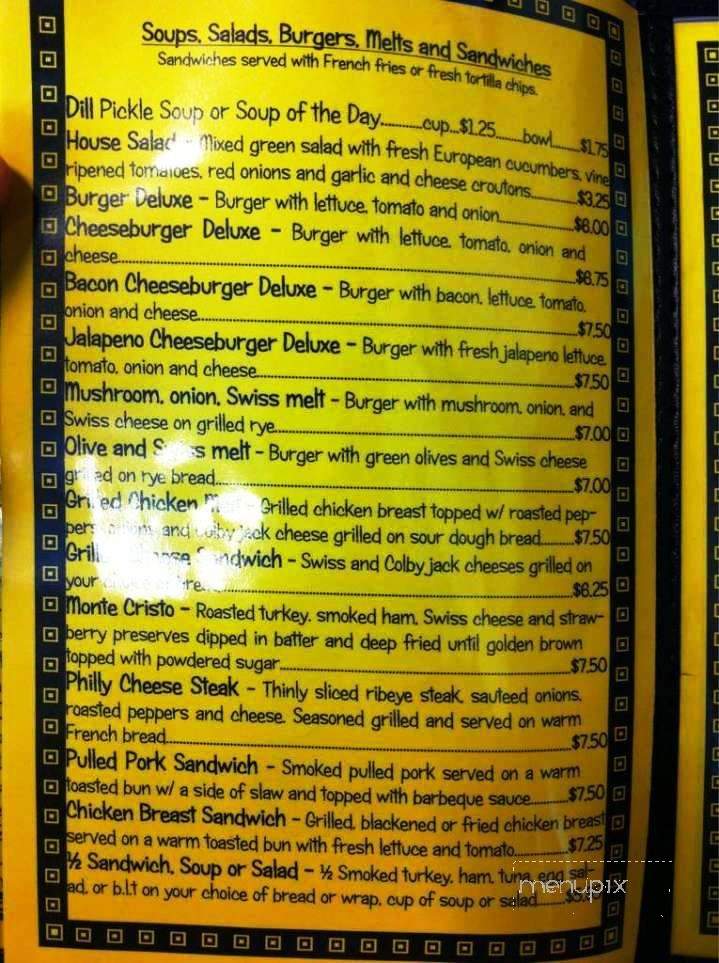 Soups, Salads, Burgers, Melts and Sandwiches
Sandwiches served with French fries or fresh tortilla chips.
Dill Pickle Soup or Soup of the Day..........cup...$1.25.......bowl.......$1.75
House Salad - Mixed green salad with fresh European cucumbers, vine
ripened tomatoes, red onions and garlic and cheese croutons..........$3.25
Burger Deluxe - Burger with lettuce, tomato and onion..........$6.00
Cheeseburger Deluxe - Burger with lettuce, tomato, onion and
cheese..........$6.75
Bacon Cheeseburger Deluxe - Burger with bacon, lettuce, tomato,
onion and cheese..........$7.50
Jalapeno Cheeseburger Deluxe - Burger with fresh jalapeno lettuce,
tomato, onion and cheese..........$7.50
Mushroom, onion, Swiss melt - Burger with mushroom, onion, and
Swiss cheese on grilled rye..........$7.00
Olive and Swiss melt - Burger with green olives and Swiss cheese
grilled on rye bread..........$7.00
Grilled Chicken - Grilled chicken breast topped w/ roasted pep-
pers, onions, and Colby jack cheese grilled on sour dough bread..........$7.50
Grilled Cheese Sandwich - Swiss and Colby jack cheeses grilled on
your..........$6.25
Monte Cristo - Roasted turkey, smoked ham, Swiss cheese and straw-
berry preserves dipped in batter and deep fried until golden brown
topped with powdered sugar..........$7.50
Philly Cheese Steak - Thinly sliced ribeye steak, sauteed onions,
roasted peppers and cheese. Seasoned grilled and served on warm
French bread..........$7.50
Pulled Pork Sandwich - Smoked pulled pork served on a warm
toasted bun w/ a side of slaw and topped with barbeque sauce..........$7.50
Chicken Breast Sandwich - Grilled, blackened or fried chicken breast
served on a warm toasted bun with fresh lettuce and tomato..........$7.25
½ Sandwich, Soup or Salad - ½ Smoked turkey, ham, tuna, egg sal-
ad, or b.l.t on your choice of bread or wrap, cup of soup or salad
menupix